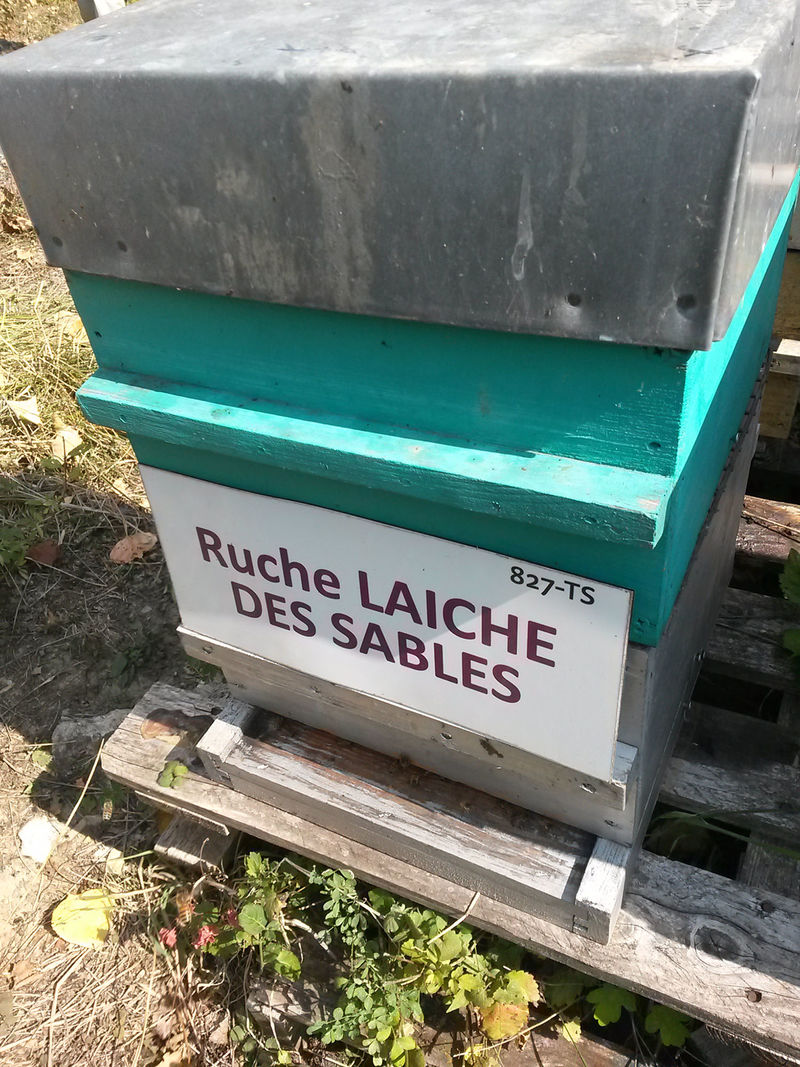 827-TS
Ruche LAICHE
DES SABLES